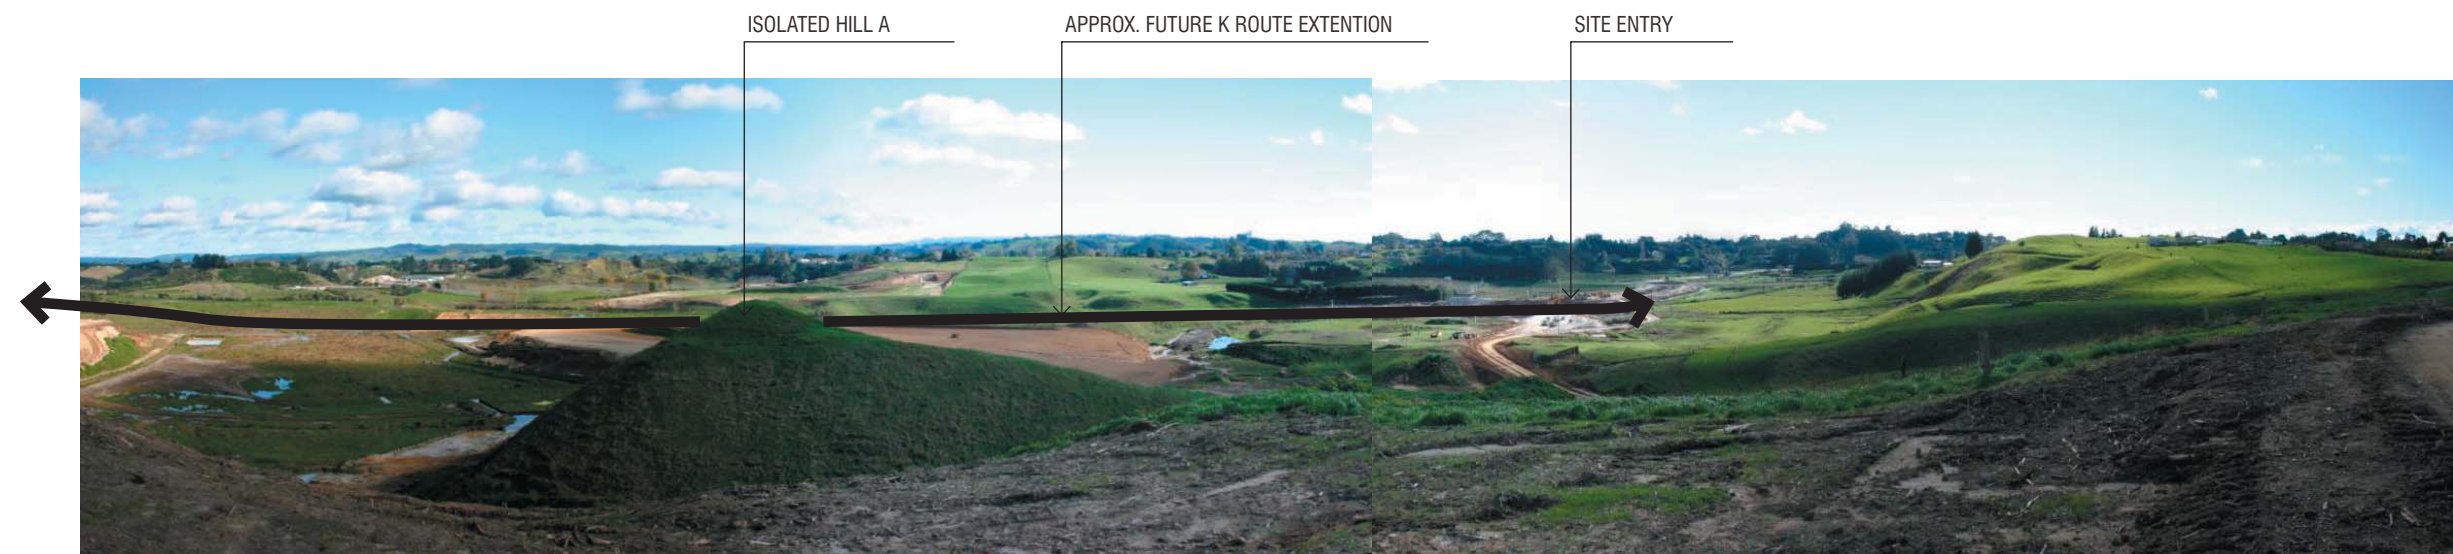 ISOLATED HILL A
APPROX. FUTURE K ROUTE EXTENTION
SITE ENTRY